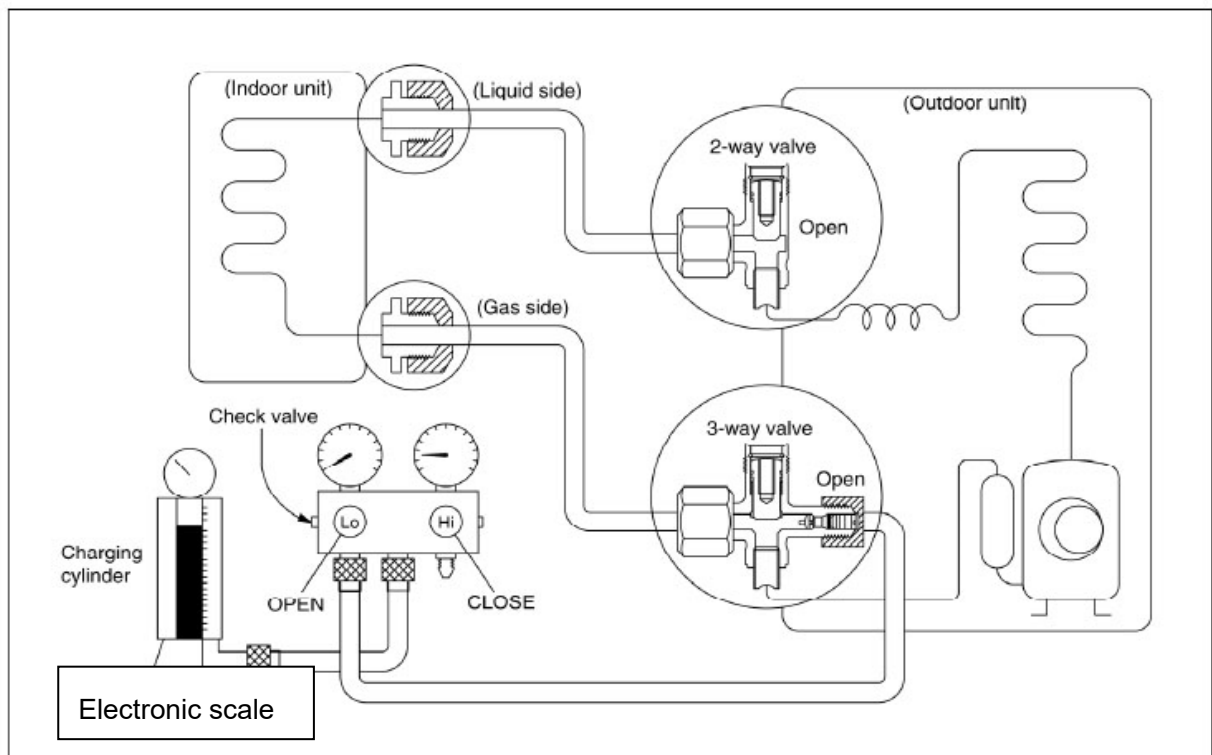 (Indoor unit)
(Liquid side)
(Outdoor unit)
2-way valve
Open
(Gas side)
Check valve
3-way valve
Open
Lo
Hi
Charging
cylinder
OPEN
CLOSE
Electronic scale